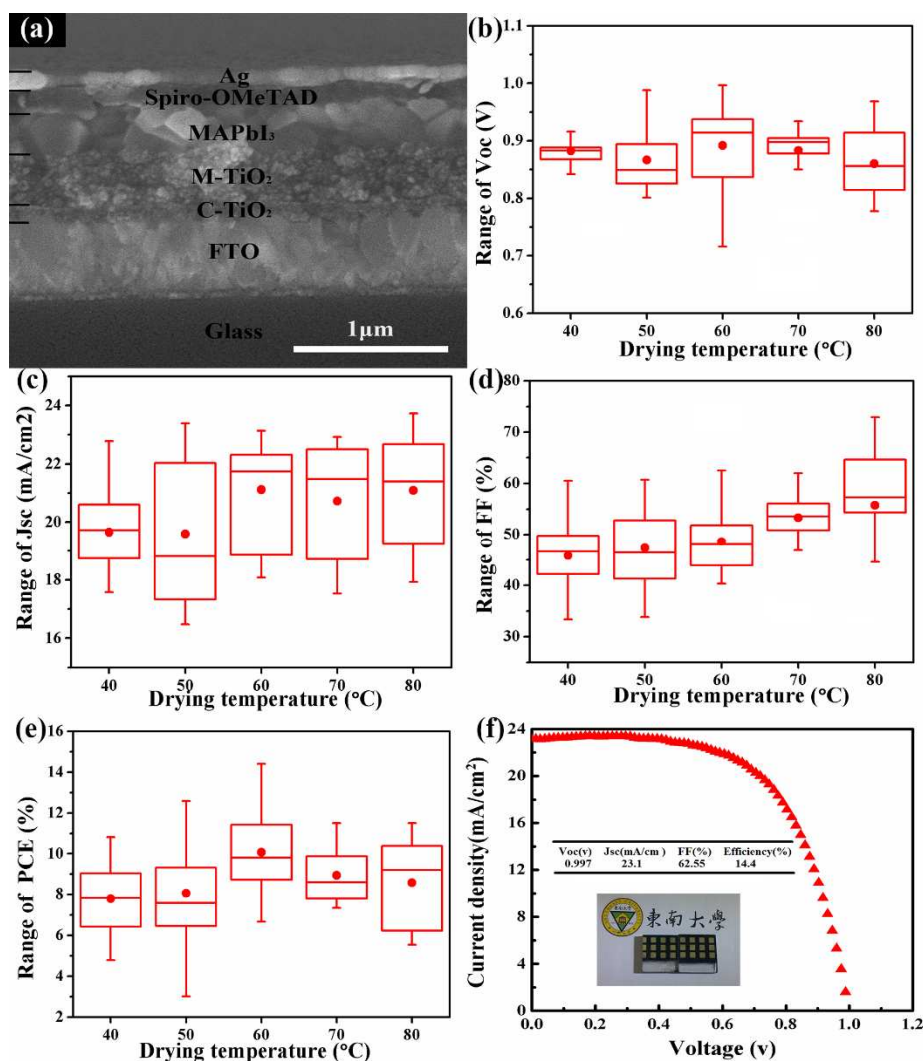 (a)
Ag
Spiro-OMeTAD
MAPbI₃
M-TiO₂
C-TiO₂
FTO
Glass
1μm
(b)
Range of Voc (V)
1.1
1.0
0.9
0.8
0.7
0.6
40 50 60 70 80
Drying temperature (°C)
(c)
Range of Jsc (mA/cm2)
24
22
20
18
16
40 50 60 70 80
Drying temperature (°C)
(d)
Range of FF (%)
80
70
60
50
40
30
40 50 60 70 80
Drying temperature (°C)
(e)
Range of PCE (%)
16
14
12
10
8
6
4
2
40 50 60 70 80
Drying temperature (°C)
(f)
Current density(mA/cm²)
24
18
12
6
0
Voc(v) Jsc(mA/cm ) FF(%) Efficiency(%)
0.997 23.1 62.55 14.4
東南大學
0.0 0.2 0.4 0.6 0.8 1.0 1.2
Voltage (v)